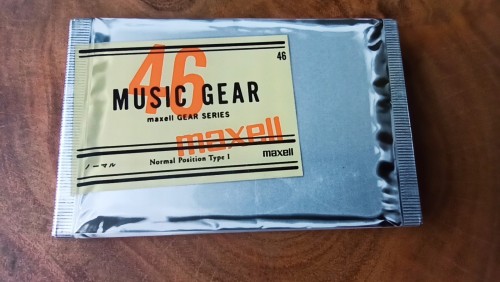 46
46
MUSIC GEAR
maxell GEAR SERIES
maxell
maxell
ノーマル
Normal Position Type I